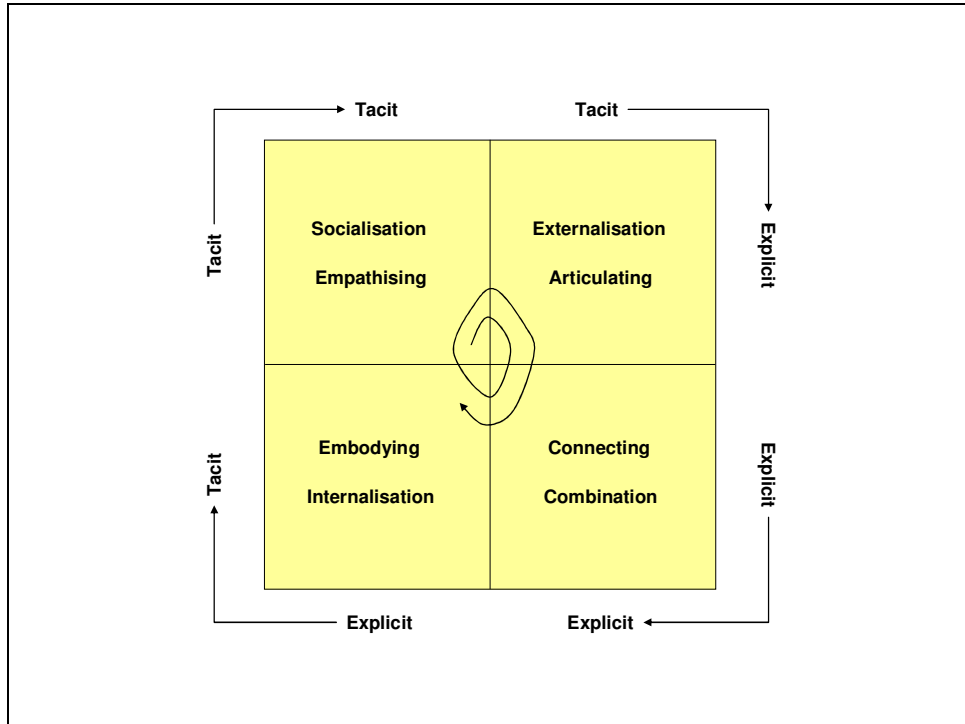 Tacit
Tacit
Tacit
Explicit
Socialisation
Externalisation
Empathising
Articulating
Embodying
Connecting
Tacit
Explicit
Internalisation
Combination
Explicit
Explicit